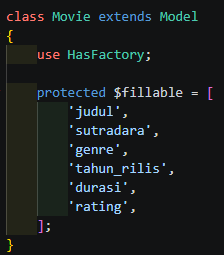 class Movie extends Model
{
    use HasFactory;

    protected $fillable = [
        'judul',
        'sutradara',
        'genre',
        'tahun_rilis',
        'durasi',
        'rating',
    ];
}